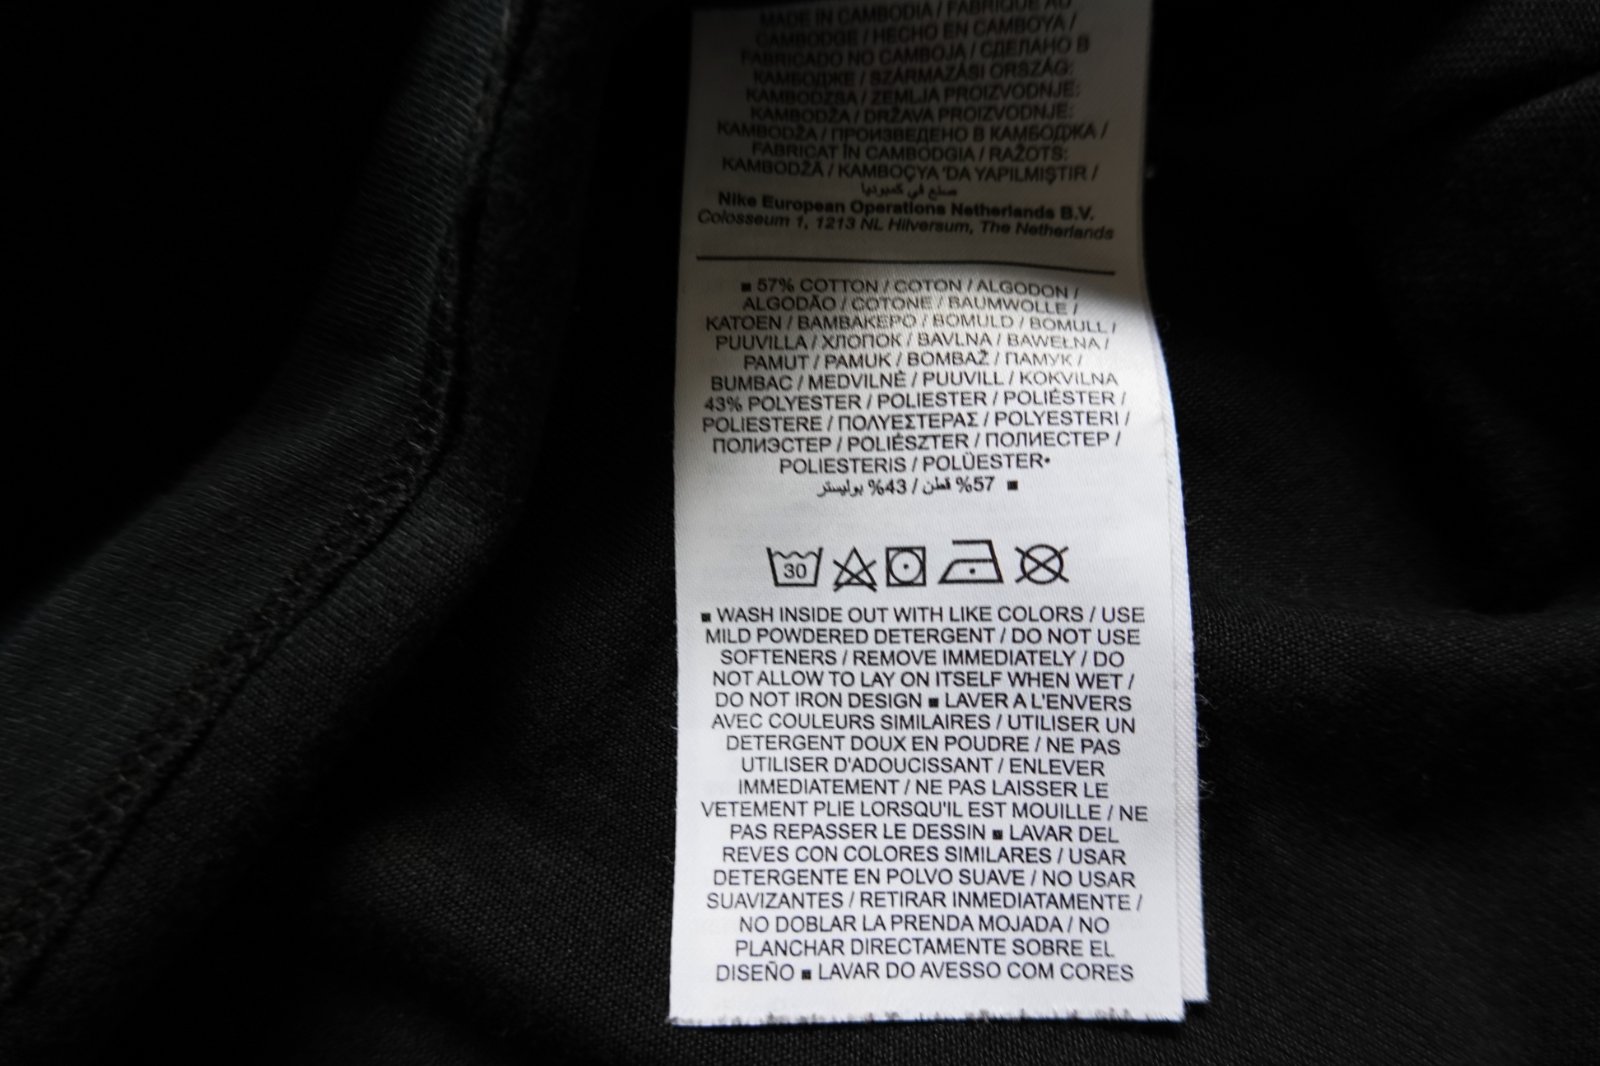 MADE IN CAMBODIA / FABRIQUÉ AU
CAMBODGE / HECHO EN CAMBOYA /
FABRICADO NO CAMBOJA / СДЕЛАНО В
КАМБОДЖЕ / SZÁRMAZÁSI ORSZÁG:
KAMBODZSA / ZEMLJA PROIZVODNJE:
KAMBODŽA / DRŽAVA PROIZVODNJE:
KAMBODŽA / ПРОИЗВЕДЕНО В КАМБОДЖА /
FABRICAT ÎN CAMBODGIA / RAŽOTS:
KAMBODŽĀ / KAMBOÇYA 'DA YAPILMIŞTIR /
صنع في كمبوديا
Nike European Operations Netherlands B.V.
Colosseum 1, 1213 NL Hilversum, The Netherlands
■ 57% COTTON / COTON / ALGODON /
ALGODÃO / COTONE / BAUMWOLLE /
KATOEN / ΒΑΜΒΑΚΕΡΟ / BOMULD / BOMULL /
PUUVILLA / ХЛОПОК / BAVLNA / BAWEŁNA /
PAMUT / PAMUK / BOMBAŽ / ПАМУК /
BUMBAC / MEDVILNĖ / PUUVILL / KOKVILNA
43% POLYESTER / POLIESTER / POLIÉSTER /
POLIESTERE / ΠΟΛΥΕΣΤΕΡΑΣ / POLYESTERI /
ПОЛИЭСТЕР / POLIÉSZTER / ПОЛИЕСТЕР /
POLIESTERIS / POLÜESTER•
■ 57% قطن / 43% بوليستر
30
■ WASH INSIDE OUT WITH LIKE COLORS / USE
MILD POWDERED DETERGENT / DO NOT USE
SOFTENERS / REMOVE IMMEDIATELY / DO
NOT ALLOW TO LAY ON ITSELF WHEN WET /
DO NOT IRON DESIGN ■ LAVER A L'ENVERS
AVEC COULEURS SIMILAIRES / UTILISER UN
DETERGENT DOUX EN POUDRE / NE PAS
UTILISER D'ADOUCISSANT / ENLEVER
IMMEDIATEMENT / NE PAS LAISSER LE
VETEMENT PLIE LORSQU'IL EST MOUILLE / NE
PAS REPASSER LE DESSIN ■ LAVAR DEL
REVES CON COLORES SIMILARES / USAR
DETERGENTE EN POLVO SUAVE / NO USAR
SUAVIZANTES / RETIRAR INMEDIATAMENTE /
NO DOBLAR LA PRENDA MOJADA / NO
PLANCHAR DIRECTAMENTE SOBRE EL
DISEÑO ■ LAVAR DO AVESSO COM CORES